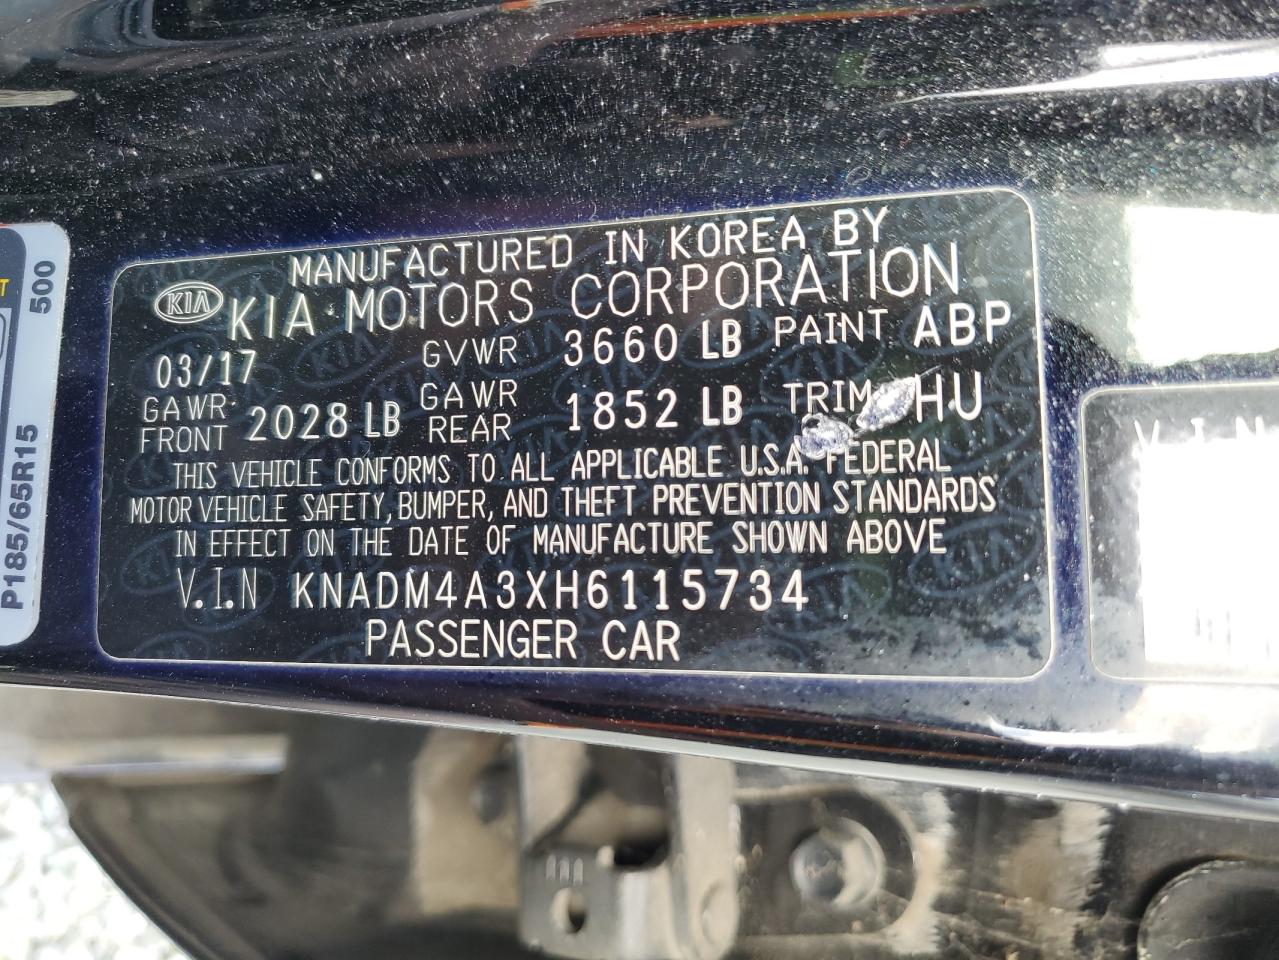 MANUFACTURED IN KOREA BY
KIA KIA MOTORS CORPORATION
03/17 GVWR 3660 LB PAINT ABP
GAWR FRONT 2028 LB GAWR REAR 1852 LB TRIM HU
THIS VEHICLE CONFORMS TO ALL APPLICABLE U.S.A. FEDERAL
MOTOR VEHICLE SAFETY, BUMPER, AND THEFT PREVENTION STANDARDS
IN EFFECT ON THE DATE OF MANUFACTURE SHOWN ABOVE
V.I.N KNADM4A3XH6115734
PASSENGER CAR
P185/65R15 500
V.I.N